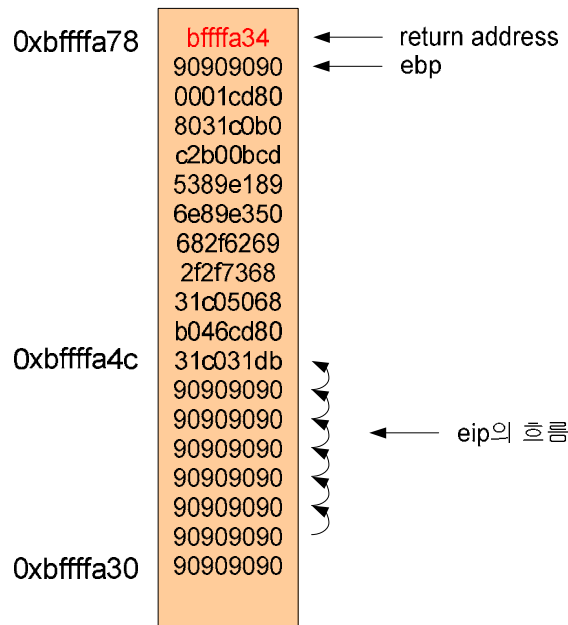 0xbffffa78 bffffa34 return address
90909090 ebp
0001cd80
8031c0b0
c2b00bcd
5389e189
6e89e350
682f6269
2f2f7368
31c05068
b046cd80
0xbffffa4c 31c031db
90909090
90909090
90909090 eip의 흐름
90909090
90909090
90909090
0xbffffa30 90909090